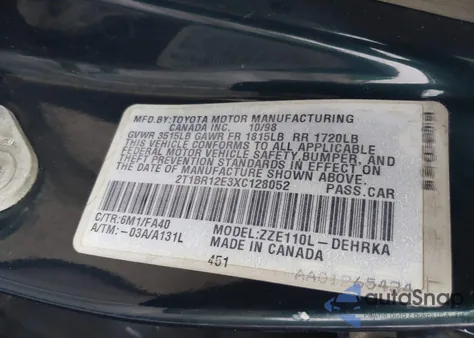 MFD.BY:TOYOTA MOTOR MANUFACTURING
CANADA INC. 10/98
GVWR 3515LB GAWR FR 1815LB RR 1720LB
THIS VEHICLE CONFORMS TO ALL APPLICABLE
FEDERAL MOTOR VEHICLE SAFETY, BUMPER, AND
THEFT PREVENTION STANDARDS IN EFFECT ON
THE DATE OF MANUFACTURE SHOWN ABOVE.
2T1BR12E3XC128052 PASS.CAR
C/TR:6M1/FA40 MODEL:ZZE110L-DEHRKA
A/TM:-03A/A131L MADE IN CANADA
451
autoSnap